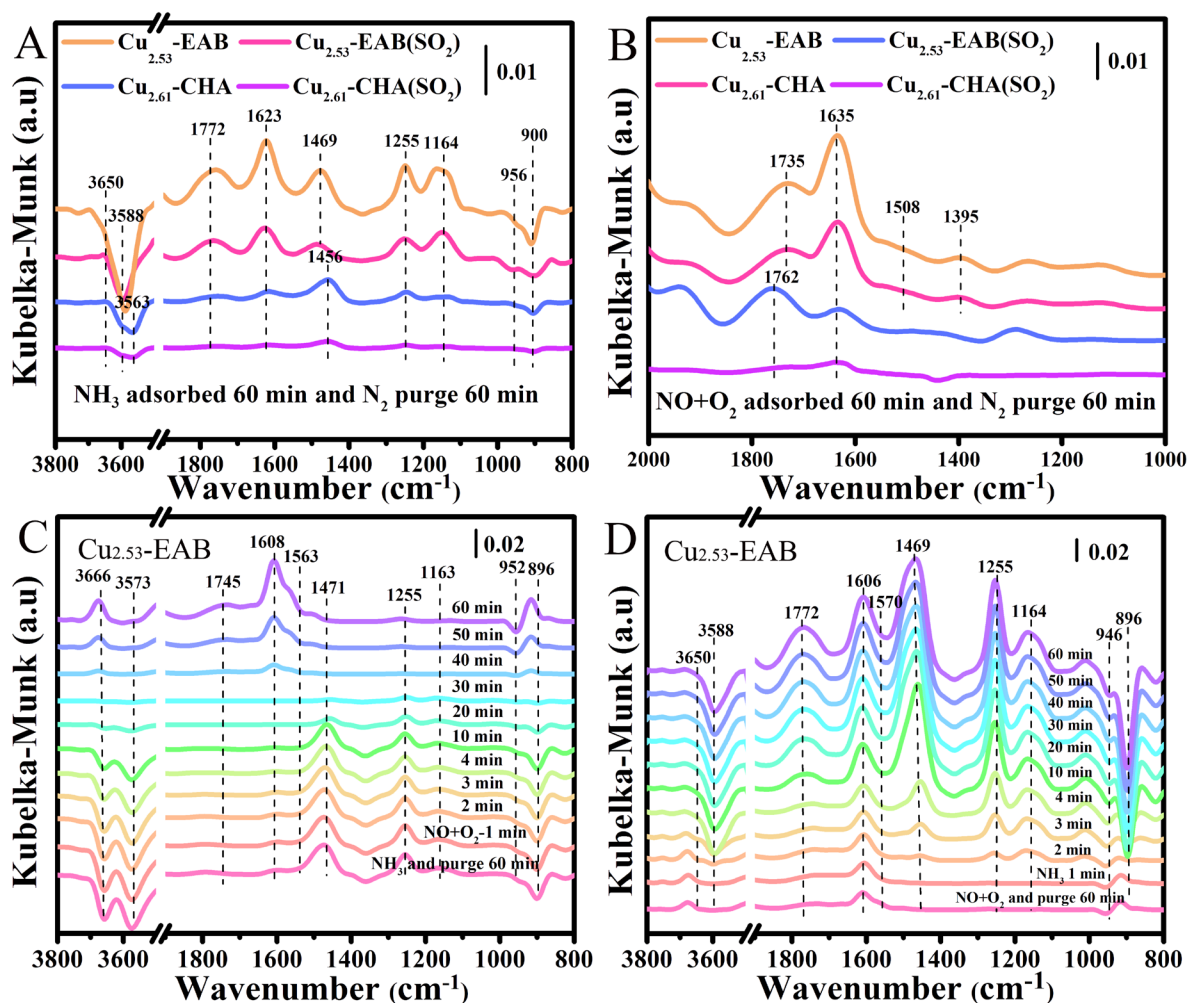 A
Cu2.53-EAB Cu2.53-EAB(SO2)
Cu2.61-CHA Cu2.61-CHA(SO2)
0.01
1772 1623 1469 1255 1164 956 900
3650
3588
1456
3563
NH3 adsorbed 60 min and N2 purge 60 min
Kubelka-Munk (a.u)
3800 3600 1600 1400 1200 1000 800
Wavenumber (cm-1)
B
Cu2.53-EAB Cu2.53-EAB(SO2)
Cu2.61-CHA Cu2.61-CHA(SO2)
0.01
1635
1735
1508 1395
1762
NO+O2 adsorbed 60 min and N2 purge 60 min
Kubelka-Munk (a.u)
2000 1800 1600 1400 1200 1000
Wavenumber (cm-1)
C
Cu2.53-EAB
0.02
3666 3573 1745 1608 1563 1471 1255 1163 952 896
60 min
50 min
40 min
30 min
20 min
10 min
4 min
3 min
2 min
NO+O2-1 min
NH3 and purge 60 min
Kubelka-Munk (a.u)
3800 3600 1600 1400 1200 1000 800
Wavenumber (cm-1)
D
Cu2.53-EAB
0.02
3650 3588 1772 1606 1570 1469 1255 1164 946 896
60 min
50 min
40 min
30 min
20 min
10 min
4 min
3 min
2 min
NH3 1 min
NO+O2 and purge 60 min
Kubelka-Munk (a.u)
3800 3600 1800 1600 1400 1200 1000 800
Wavenumber (cm-1)